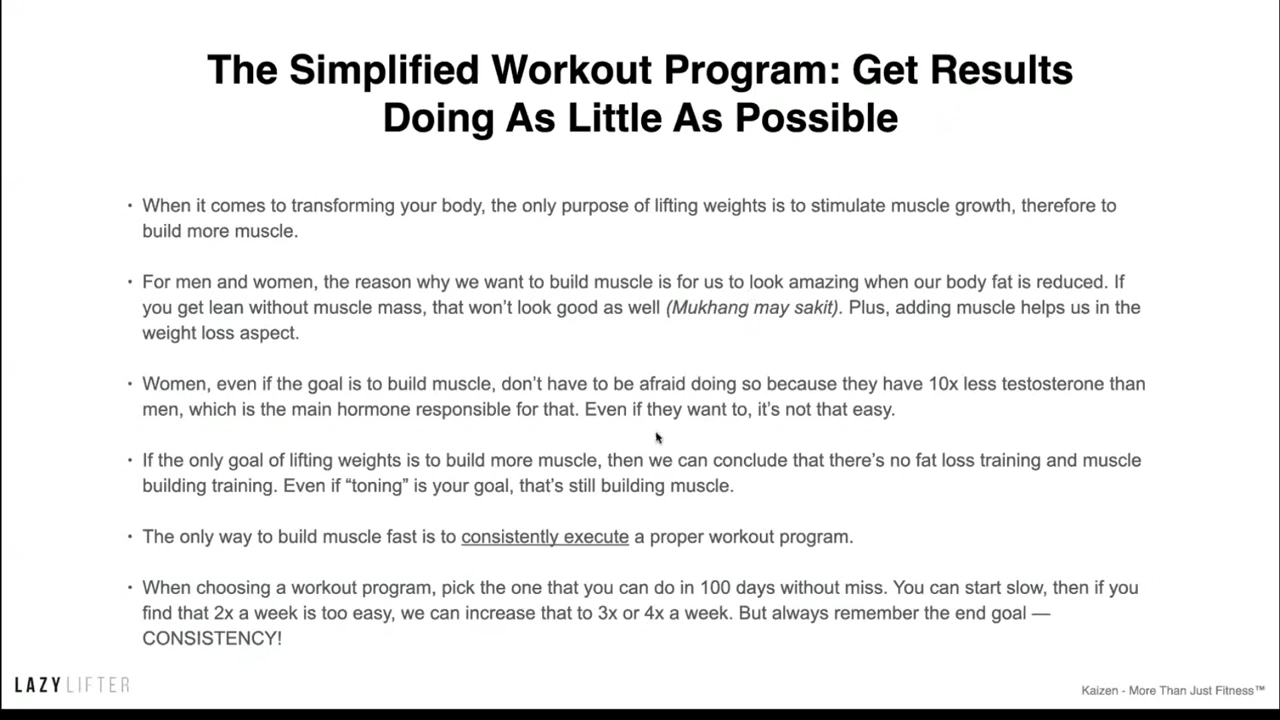 The Simplified Workout Program: Get Results
Doing As Little As Possible
• When it comes to transforming your body, the only purpose of lifting weights is to stimulate muscle growth, therefore to
build more muscle.
• For men and women, the reason why we want to build muscle is for us to look amazing when our body fat is reduced. If
you get lean without muscle mass, that won’t look good as well (Mukhang may sakit). Plus, adding muscle helps us in the
weight loss aspect.
• Women, even if the goal is to build muscle, don’t have to be afraid doing so because they have 10x less testosterone than
men, which is the main hormone responsible for that. Even if they want to, it’s not that easy.
• If the only goal of lifting weights is to build more muscle, then we can conclude that there’s no fat loss training and muscle
building training. Even if “toning” is your goal, that’s still building muscle.
• The only way to build muscle fast is to consistently execute a proper workout program.
• When choosing a workout program, pick the one that you can do in 100 days without miss. You can start slow, then if you
find that 2x a week is too easy, we can increase that to 3x or 4x a week. But always remember the end goal —
CONSISTENCY!
LAZYLIFTER
Kaizen - More Than Just Fitness™